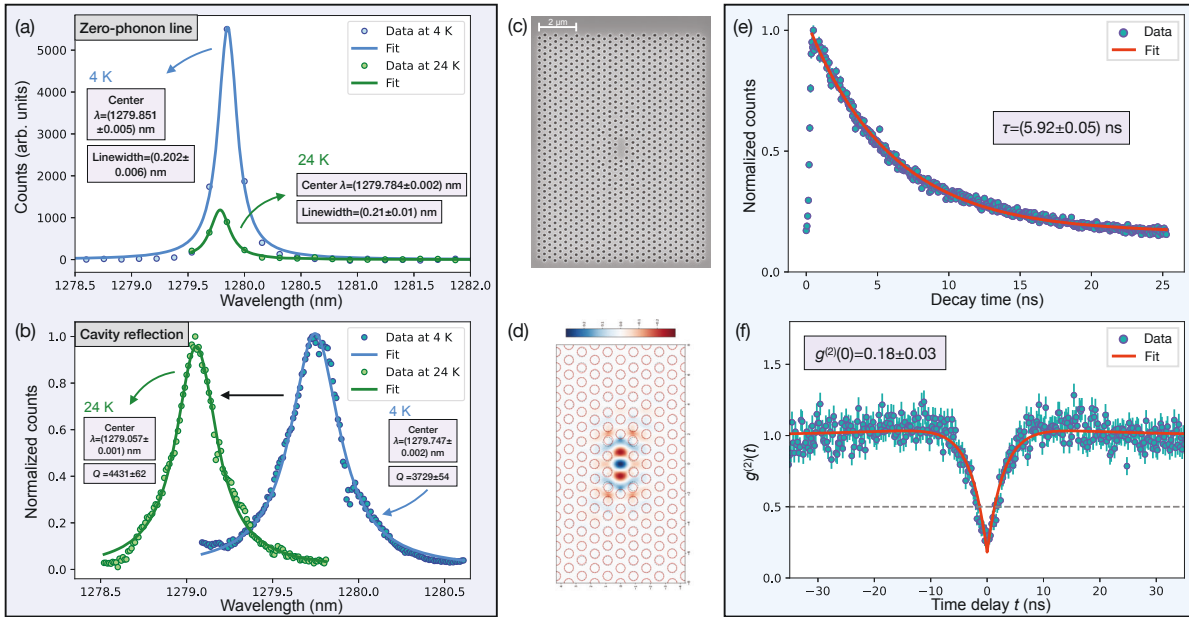 (a)
Zero-phonon line
Data at 4 K
Fit
Data at 24 K
Fit
4 K
Center
λ=(1279.851
±0.005) nm
Linewidth=(0.202±
0.006) nm
24 K
Center λ=(1279.784±0.002) nm
Linewidth=(0.21±0.01) nm
Counts (arb. units)
5000
4000
3000
2000
1000
0
1278.5 1279.0 1279.5 1280.0 1280.5 1281.0 1281.5 1282.0
Wavelength (nm)
(b)
Cavity reflection
Data at 4 K
Fit
Data at 24 K
Fit
24 K
Center
λ=(1279.057±
0.001) nm
Q =4431±62
4 K
Center
λ=(1279.747±
0.002) nm
Q =3729±54
Normalized counts
1.0
0.8
0.6
0.4
0.2
0.0
1278.5 1279.0 1279.5 1280.0 1280.5
Wavelength (nm)
(c)
2 μm
(d)
(e)
Data
Fit
τ=(5.92±0.05) ns
Normalized counts
1.0
0.5
0.0
0 5 10 15 20 25
Decay time (ns)
(f)
g⁽²⁾(0)=0.18±0.03
Data
Fit
g⁽²⁾(t)
1.5
1.0
0.5
0.0
−30 −20 −10 0 10 20 30
Time delay t (ns)